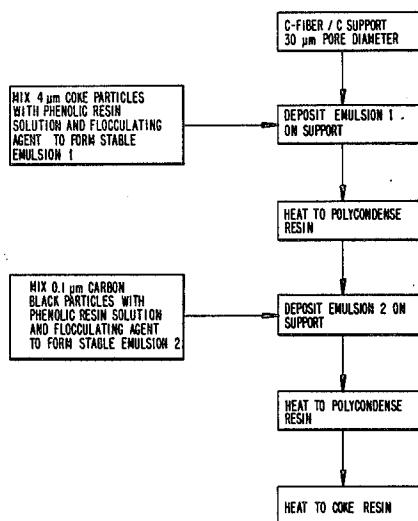 C-FIBER / C SUPPORT
30 µm PORE DIAMETER
MIX 4 µm COKE PARTICLES
WITH PHENOLIC RESIN
SOLUTION AND FLOCCULATING
AGENT TO FORM STABLE
EMULSION 1
DEPOSIT EMULSION 1
ON SUPPORT
HEAT TO POLYCONDENSE
RESIN
MIX 0.1 µm CARBON
BLACK PARTICLES WITH
PHENOLIC RESIN SOLUTION
AND FLOCCULATING AGENT
TO FORM STABLE EMULSION 2
DEPOSIT EMULSION 2 ON
SUPPORT
HEAT TO POLYCONDENSE
RESIN
HEAT TO COKE RESIN